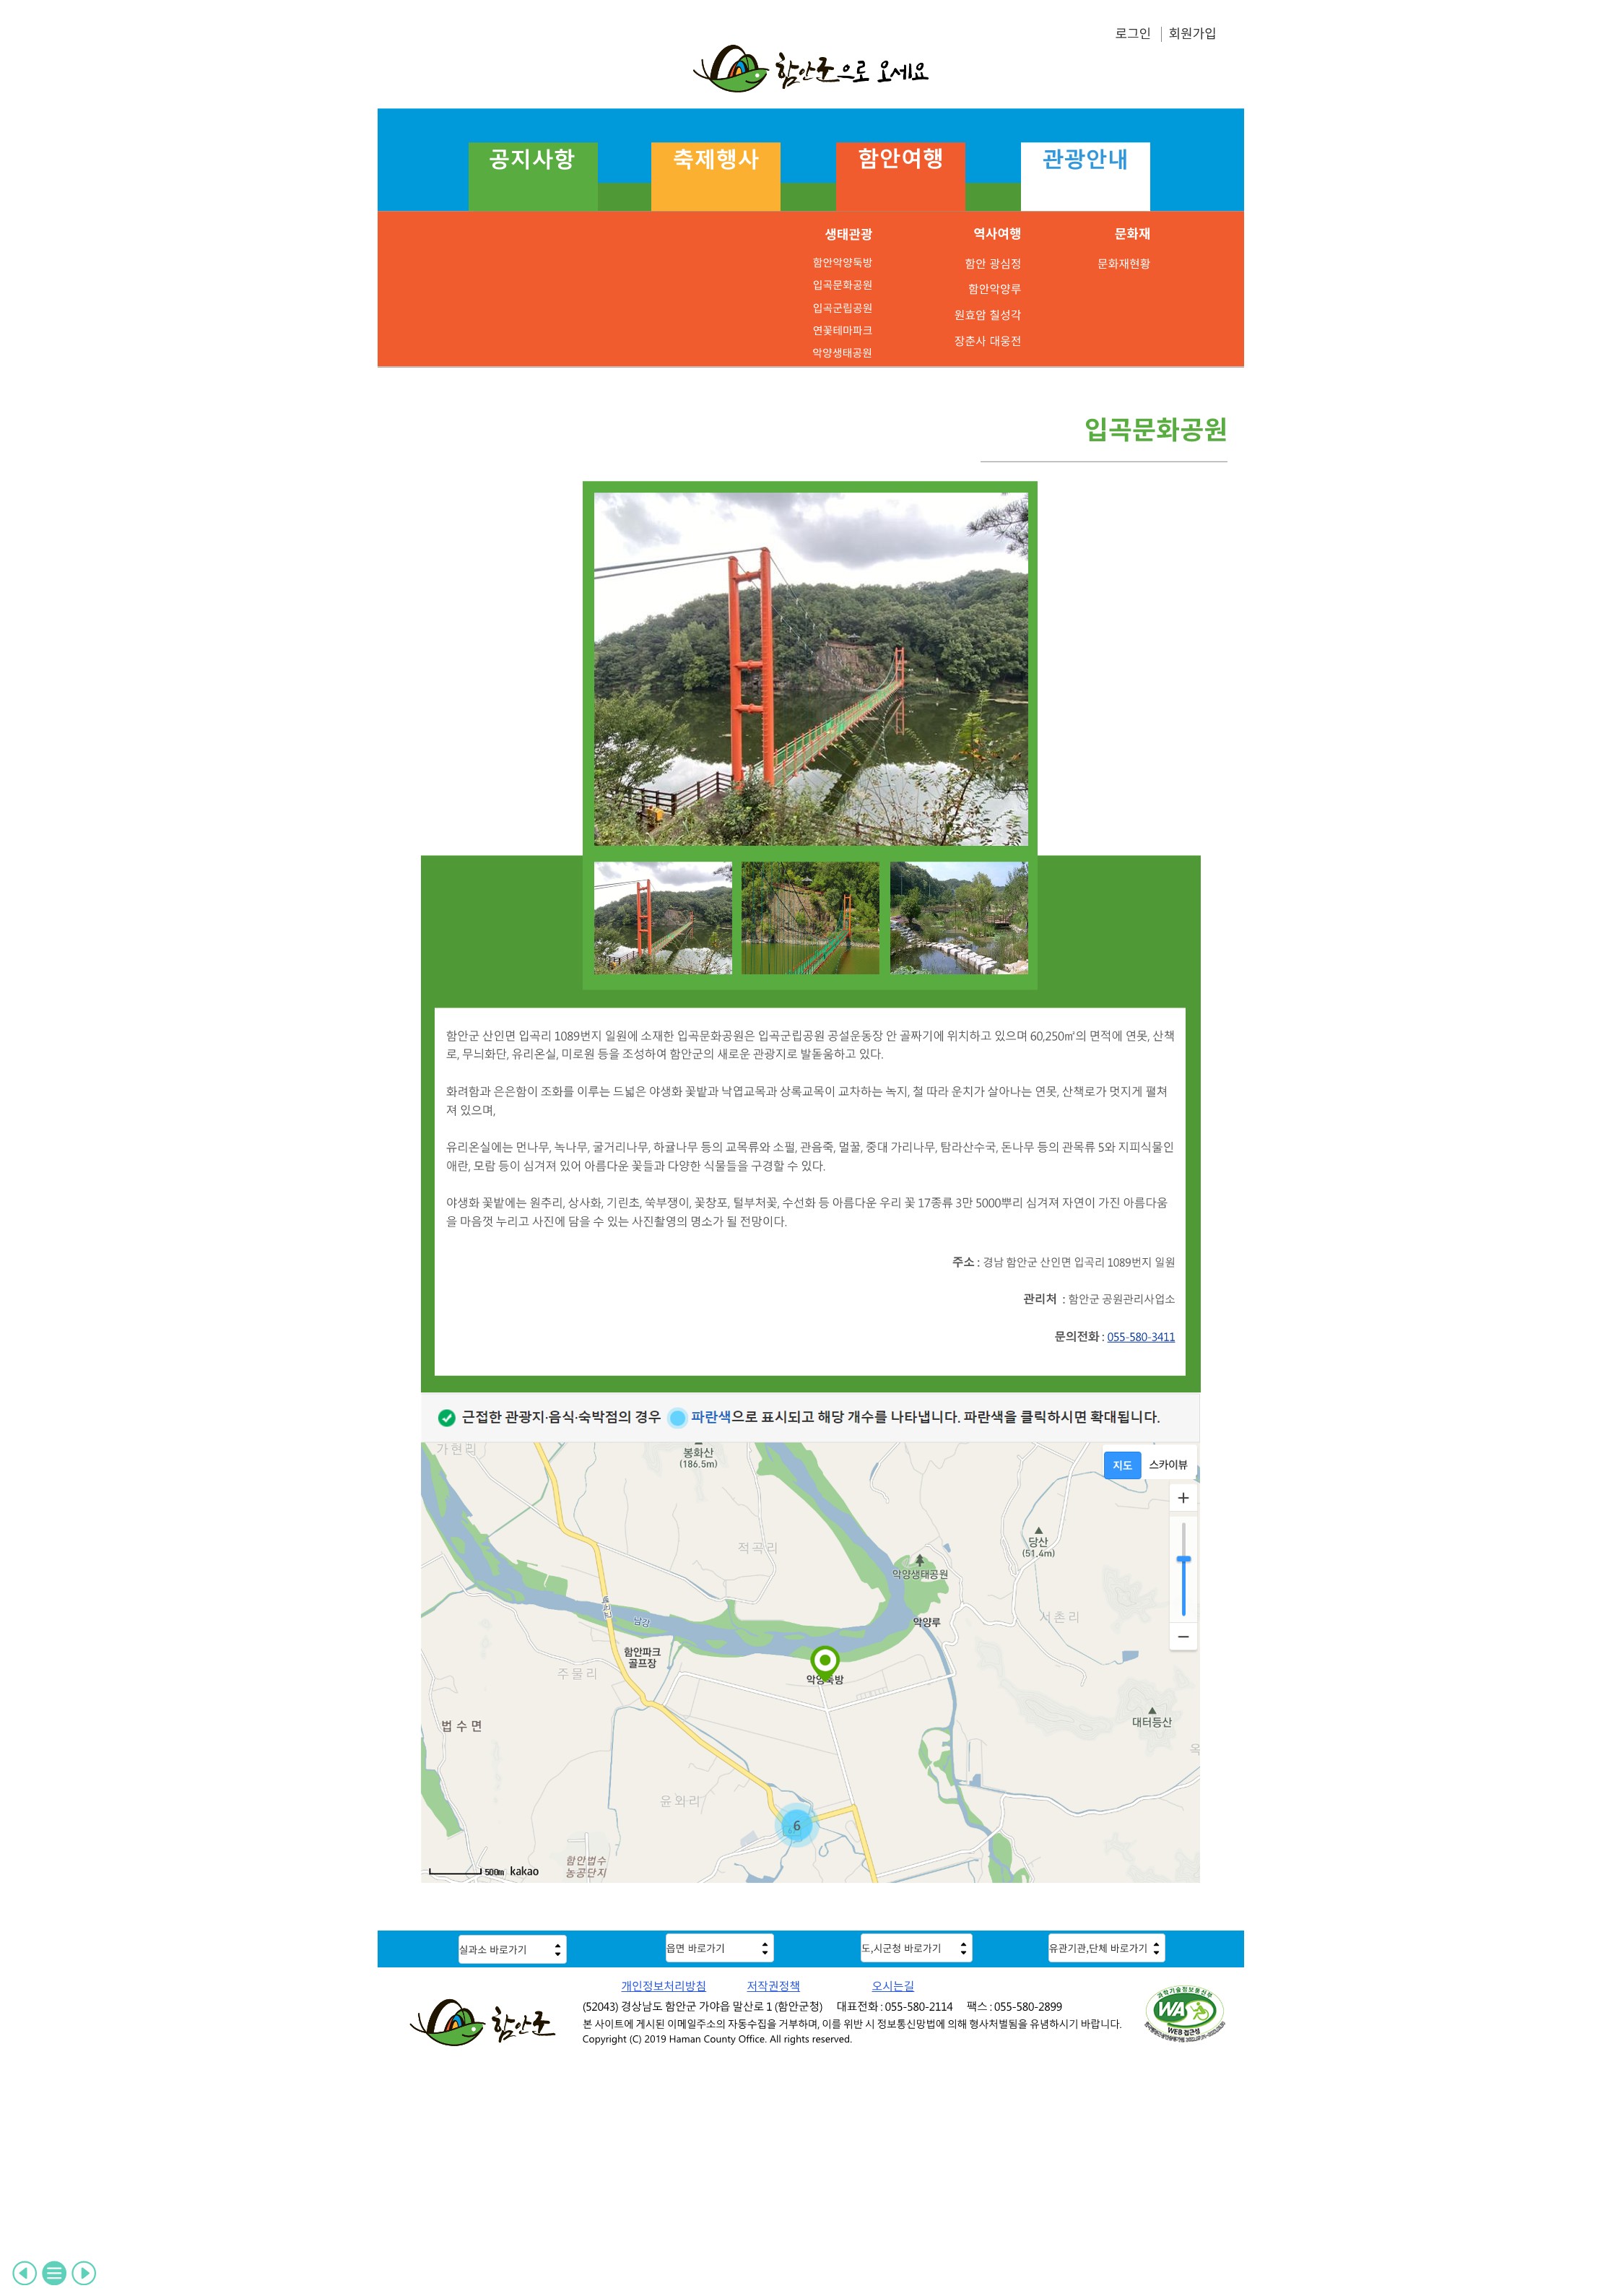 로그인 회원가입
함안군으로 오세요
공지사항 축제행사 함안여행 관광안내
생태관광 역사여행 문화재
함안악양둑방 함안 광심정 문화재현황
입곡문화공원 함안악양루
입곡군립공원 원효암 칠성각
연꽃테마파크 장춘사 대웅전
악양생태공원
입곡문화공원
함안군 산인면 입곡리 1089번지 일원에 소재한 입곡문화공원은 입곡군립공원 공설운동장 안 골짜기에 위치하고 있으며 60,250㎡의 면적에 연못, 산책
로, 무늬화단, 유리온실, 미로원 등을 조성하여 함안군의 새로운 관광지로 발돋움하고 있다.
화려함과 은은함이 조화를 이루는 드넓은 야생화 꽃밭과 낙엽교목과 상록교목이 교차하는 녹지, 철 따라 운치가 살아나는 연못, 산책로가 멋지게 펼쳐
져 있으며,
유리온실에는 먼나무, 녹나무, 굴거리나무, 하귤나무 등의 교목류와 소펄, 관음죽, 멀꿀, 중대 가리나무, 탐라산수국, 돈나무 등의 관목류 5와 지피식물인
애란, 모람 등이 심겨져 있어 아름다운 꽃들과 다양한 식물들을 구경할 수 있다.
야생화 꽃밭에는 원추리, 상사화, 기린초, 쑥부쟁이, 꽃창포, 털부처꽃, 수선화 등 아름다운 우리 꽃 17종류 3만 5000뿌리 심겨져 자연이 가진 아름다움
을 마음껏 누리고 사진에 담을 수 있는 사진촬영의 명소가 될 전망이다.
주소 : 경남 함안군 산인면 입곡리 1089번지 일원
관리처 : 함안군 공원관리사업소
문의전화 : 055-580-3411
근접한 관광지·음식·숙박점의 경우 파란색으로 표시되고 해당 개수를 나타냅니다. 파란색을 클릭하시면 확대됩니다.
가현리
봉화산
(186.5m)
지도 스카이뷰
당산
(51.4m)
적곡리
악양생태공원
서촌리
남강
악양루
함안파크
골프장
주물리
악양둑방
법수면
대터등산
윤외리
6
함안법수
농공단지
500m kakao
실과소 바로가기 읍면 바로가기 도,시군청 바로가기 유관기관,단체 바로가기
개인정보처리방침 저작권정책 오시는길
(52043) 경상남도 함안군 가야읍 말산로 1 (함안군청) 대표전화 : 055-580-2114 팩스 : 055-580-2899
본 사이트에 게시된 이메일주소의 자동수집을 거부하며, 이를 위반 시 정보통신망법에 의해 형사처벌됨을 유념하시기 바랍니다.
Copyright (C) 2019 Haman County Office. All rights reserved.
함안군
과학기술정보통신부
WA
WEB 접근성